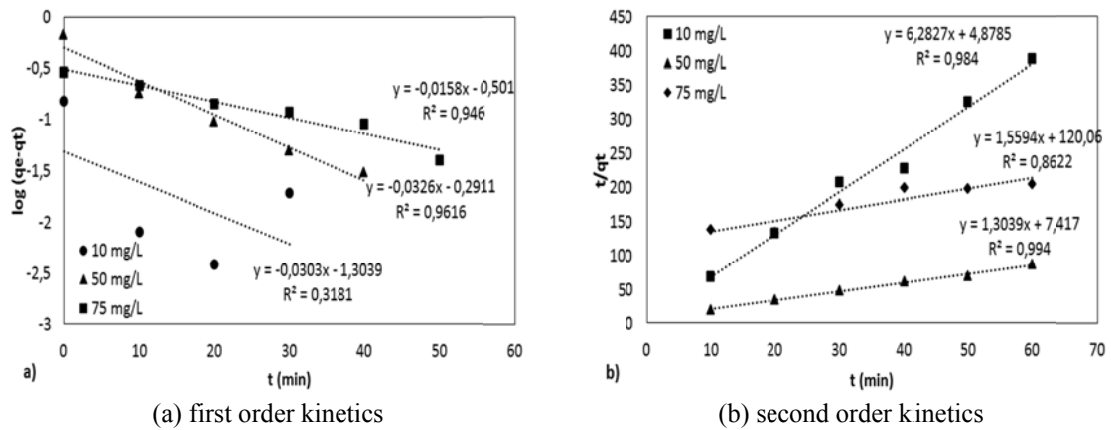 0
-0,5
-1
-1,5
-2
-2,5
-3
log (qe-qt)
y = -0,0158x - 0,501
R² = 0,946
y = -0,0326x - 0,2911
R² = 0,9616
y = -0,0303x - 1,3039
R² = 0,3181
10 mg/L
50 mg/L
75 mg/L
0 10 20 30 40 50 60
a)
t (min)
(a) first order kinetics
450
400
350
300
250
200
150
100
50
0
t/qt
10 mg/L
50 mg/L
75 mg/L
y = 6,2827x + 4,8785
R² = 0,984
y = 1,5594x + 120,06
R² = 0,8622
y = 1,3039x + 7,417
R² = 0,994
0 10 20 30 40 50 60 70
b)
t (min)
(b) second order kinetics